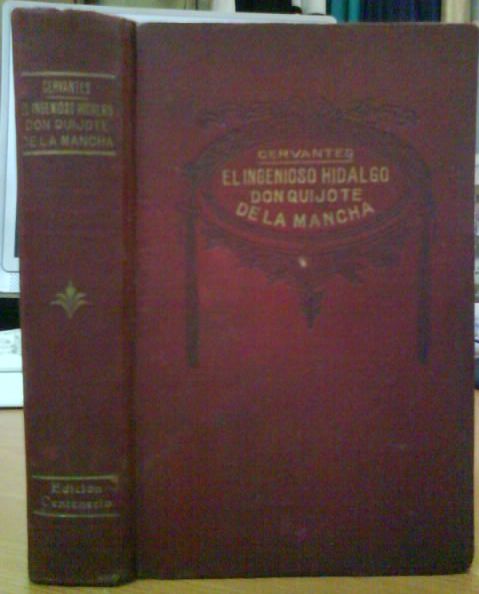 CERVANTES
EL INGENIOSO HIDALGO
DON QUIJOTE
DE LA MANCHA
Edición
Centenario
CERVANTES
EL INGENIOSO HIDALGO
DON QUIJOTE
DE LA MANCHA